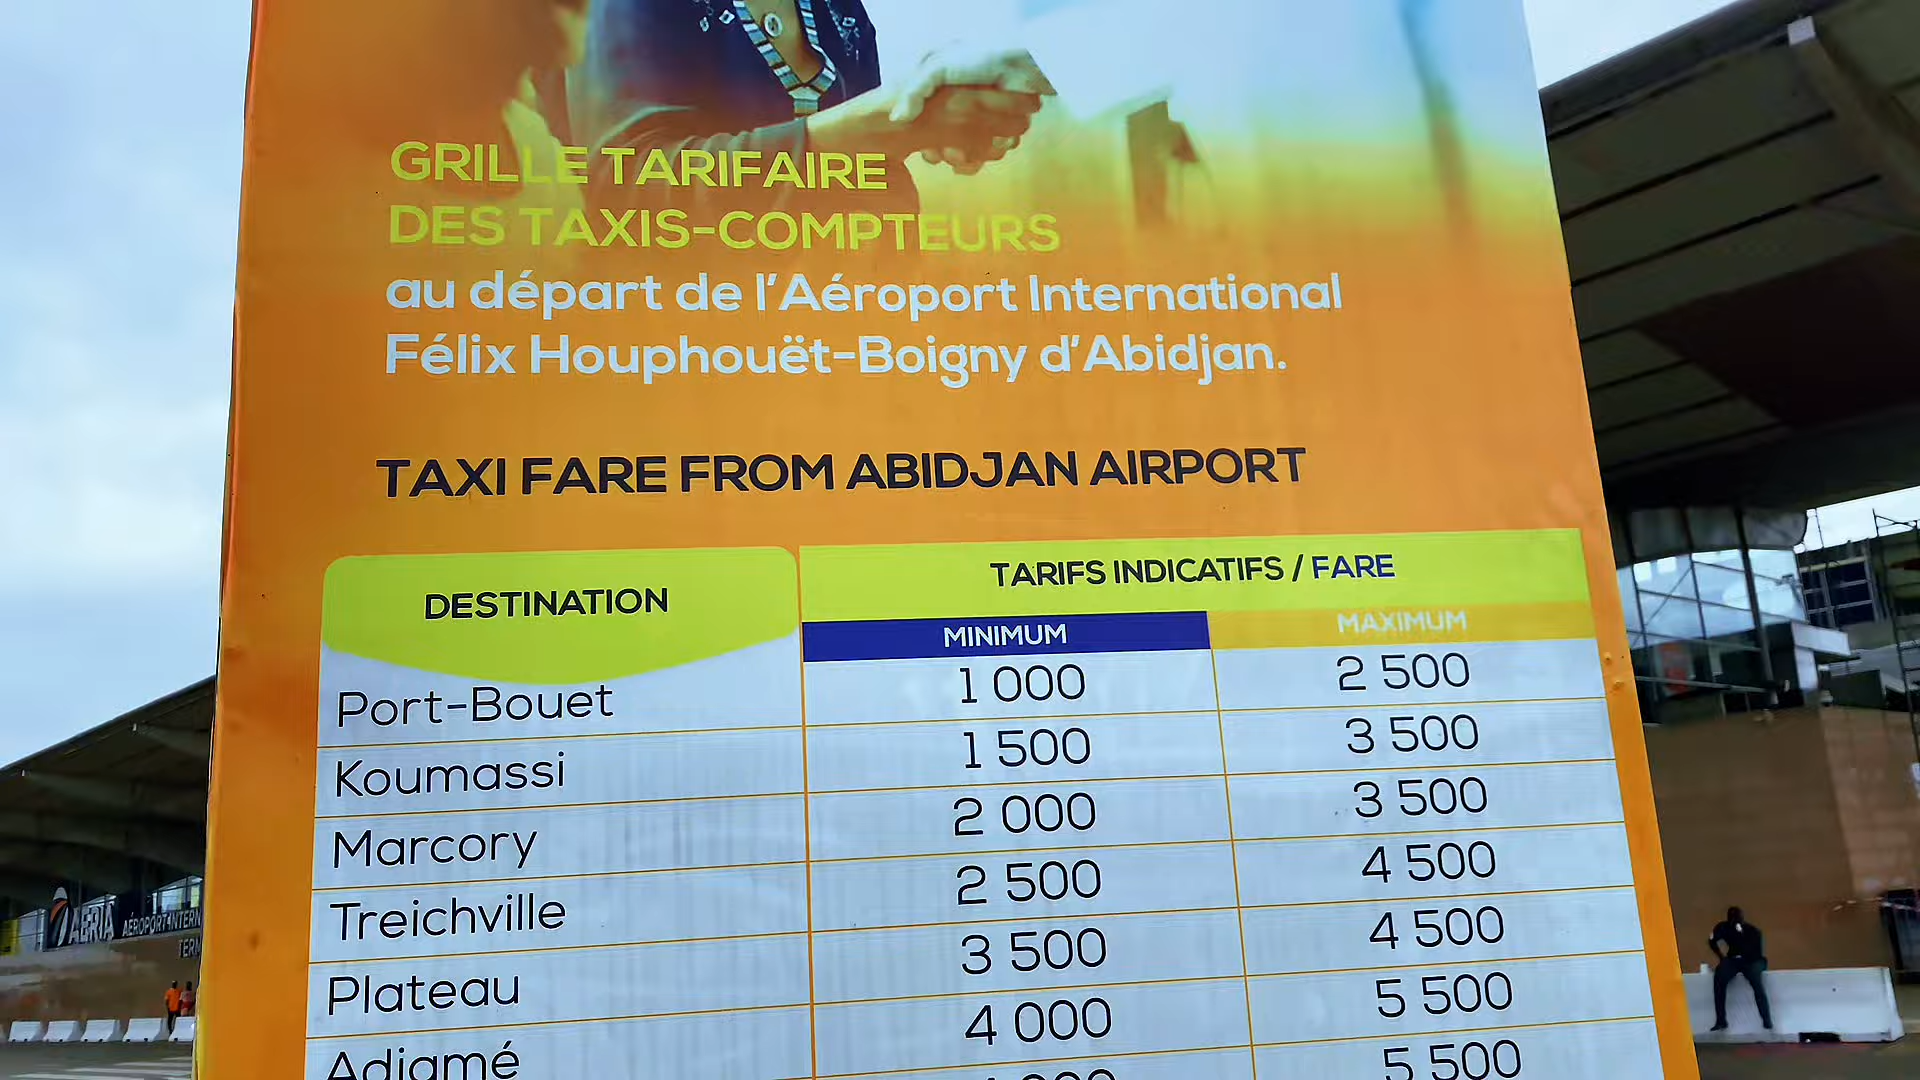 GRILLE TARIFAIRE
DES TAXIS-COMPTEURS
au départ de l'Aéroport International
Félix Houphouët-Boigny d'Abidjan.
TAXI FARE FROM ABIDJAN AIRPORT
DESTINATION TARIFS INDICATIFS / FARE
MINIMUM MAXIMUM
Port-Bouet 1 000 2 500
Koumassi 1 500 3 500
Marcory 2 000 3 500
Treichville 2 500 4 500
Plateau 3 500 4 500
Adjamé 4 000 5 500
5 500
AERIA